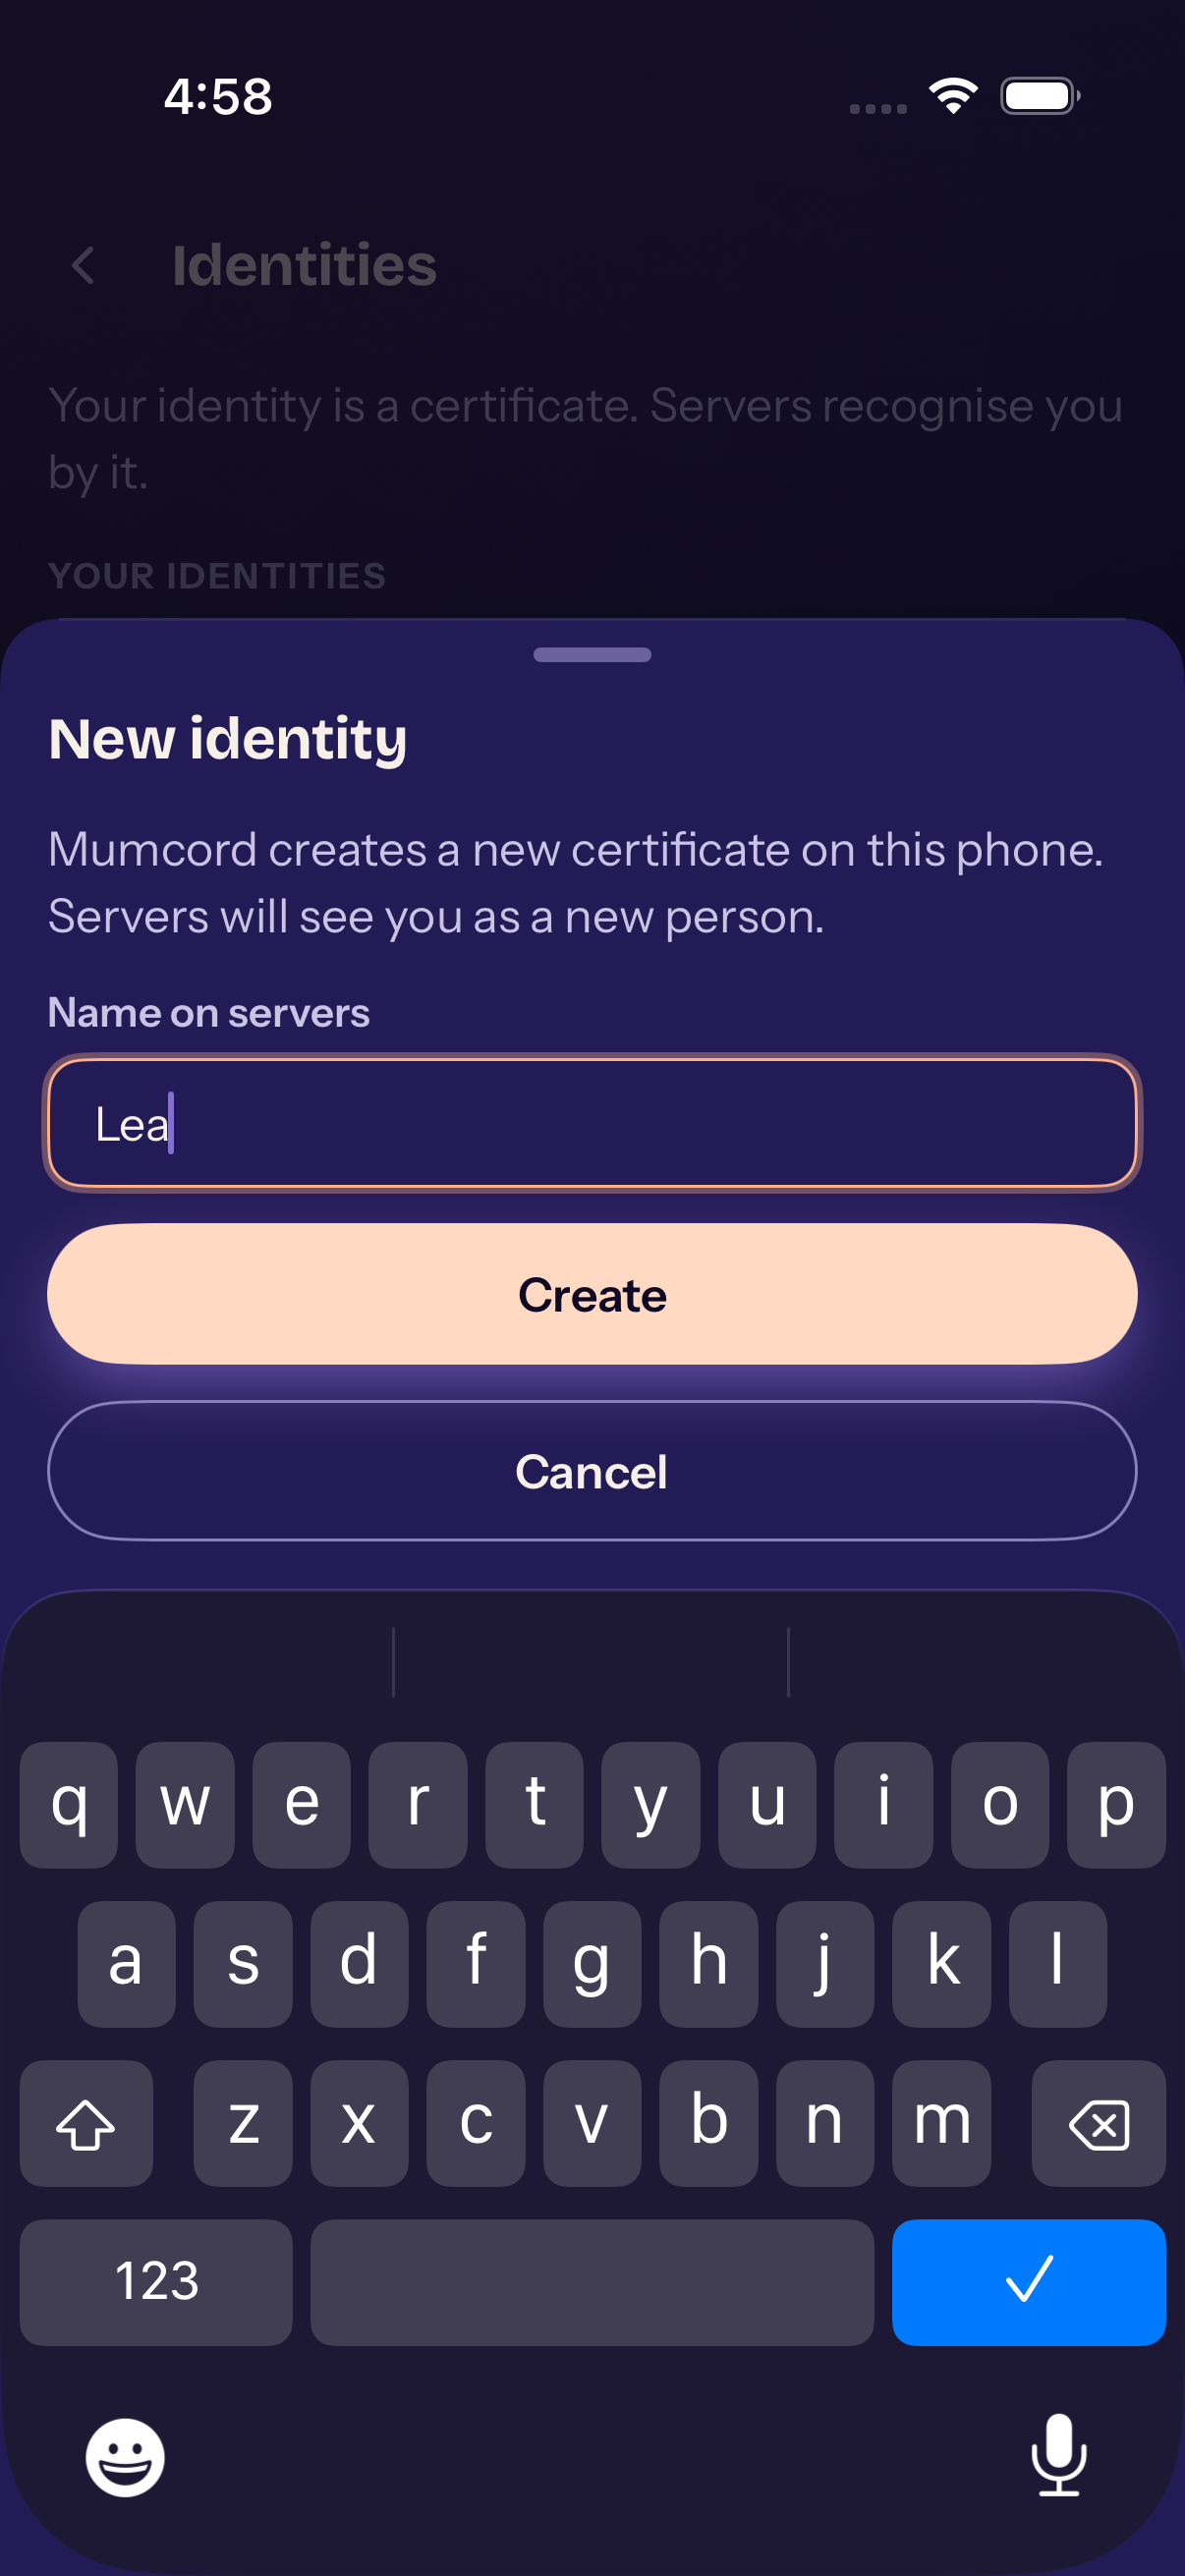 4:58
Identities
Your identity is a certificate. Servers recognise you
by it.
YOUR IDENTITIES
New identity
Mumcord creates a new certificate on this phone.
Servers will see you as a new person.
Name on servers
Lea
Create
Cancel
q w e r t y u i o p
a s d f g h j k l
z x c v b n m
123